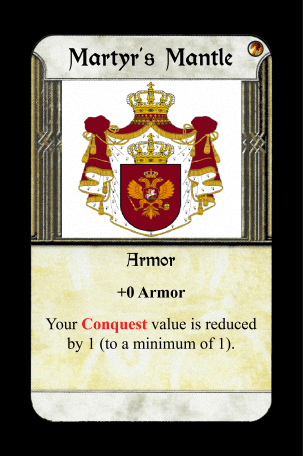 Martyr's Mantle
Armor
+0 Armor
Your Conquest value is reduced
by 1 (to a minimum of 1).